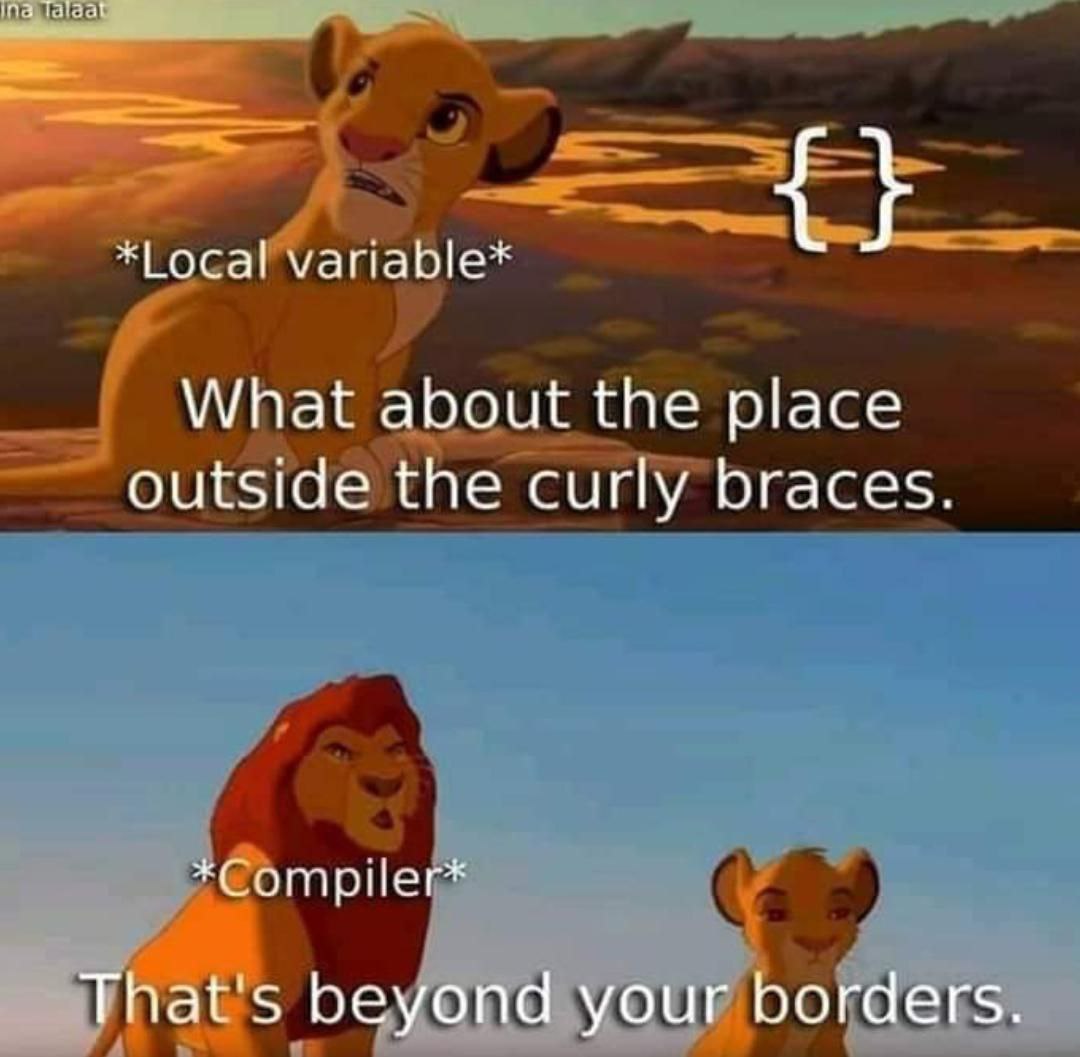 ina Talaat
{}
*Local variable*
What about the place
outside the curly braces.
*Compiler*
That's beyond your borders.